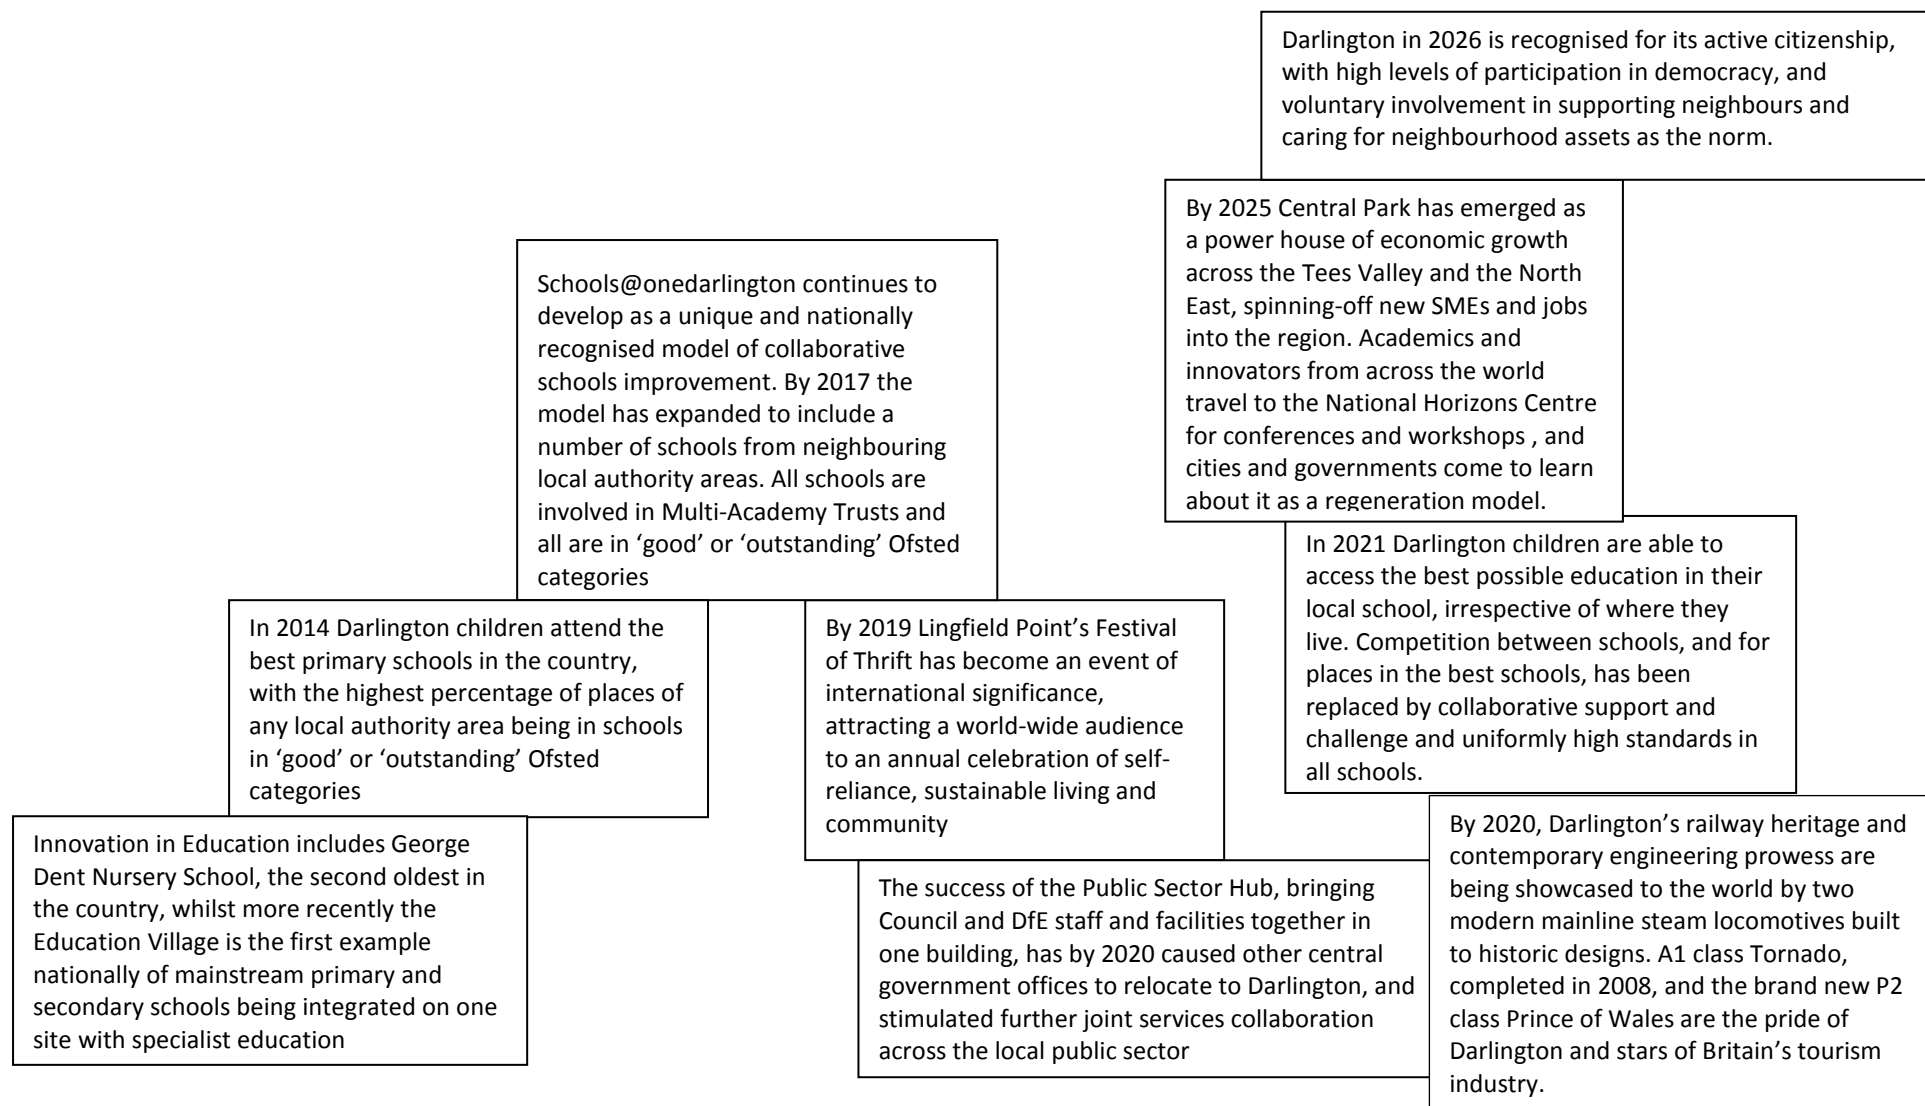 Darlington in 2026 is recognised for its active citizenship,
with high levels of participation in democracy, and
voluntary involvement in supporting neighbours and
caring for neighbourhood assets as the norm.
By 2025 Central Park has emerged as
a power house of economic growth
across the Tees Valley and the North
East, spinning-off new SMEs and jobs
into the region. Academics and
innovators from across the world
travel to the National Horizons Centre
for conferences and workshops , and
cities and governments come to learn
about it as a regeneration model.
Schools@onedarlington continues to
develop as a unique and nationally
recognised model of collaborative
schools improvement. By 2017 the
model has expanded to include a
number of schools from neighbouring
local authority areas. All schools are
involved in Multi-Academy Trusts and
all are in ‘good’ or ‘outstanding’ Ofsted
categories
In 2021 Darlington children are able to
access the best possible education in their
local school, irrespective of where they
live. Competition between schools, and for
places in the best schools, has been
replaced by collaborative support and
challenge and uniformly high standards in
all schools.
In 2014 Darlington children attend the
best primary schools in the country,
with the highest percentage of places of
any local authority area being in schools
in ‘good’ or ‘outstanding’ Ofsted
categories
By 2019 Lingfield Point’s Festival
of Thrift has become an event of
international significance,
attracting a world-wide audience
to an annual celebration of self-
reliance, sustainable living and
community
Innovation in Education includes George
Dent Nursery School, the second oldest in
the country, whilst more recently the
Education Village is the first example
nationally of mainstream primary and
secondary schools being integrated on one
site with specialist education
The success of the Public Sector Hub, bringing
Council and DfE staff and facilities together in
one building, has by 2020 caused other central
government offices to relocate to Darlington, and
stimulated further joint services collaboration
across the local public sector
By 2020, Darlington’s railway heritage and
contemporary engineering prowess are
being showcased to the world by two
modern mainline steam locomotives built
to historic designs. A1 class Tornado,
completed in 2008, and the brand new P2
class Prince of Wales are the pride of
Darlington and stars of Britain’s tourism
industry.